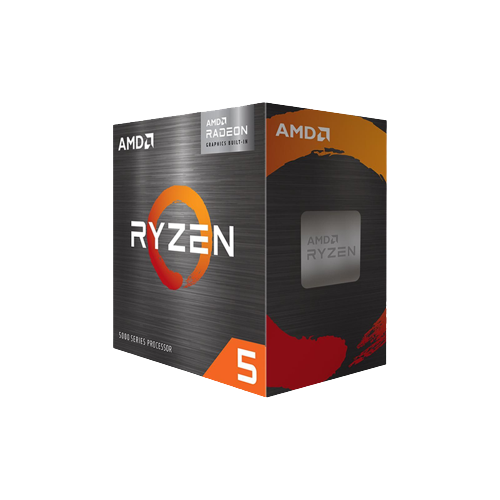 AMD
AMD
RADEON
GRAPHICS BUILT-IN
RYZEN
5000 SERIES PROCESSOR
5
AMD
AMD
RYZEN